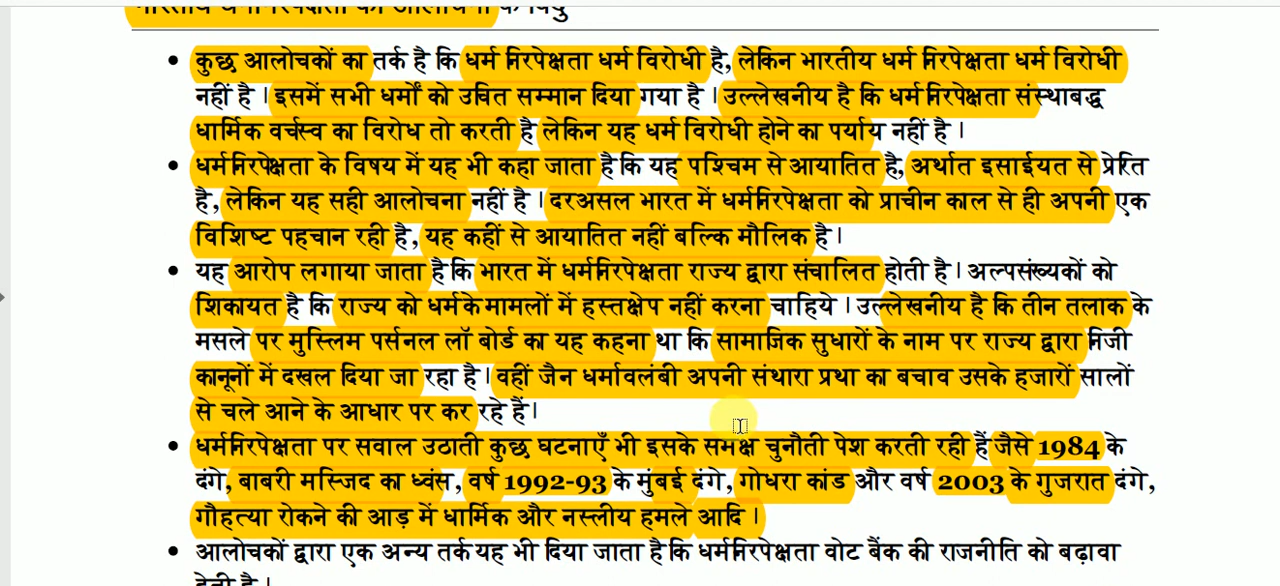 भारतीय धर्मनिरपेक्षता की आलोचना के बिंदु
कुछ आलोचकों का तर्क है कि धर्म निरपेक्षता धर्म विरोधी है, लेकिन भारतीय धर्म निरपेक्षता धर्म विरोधी
नहीं है । इसमें सभी धर्मों को उचित सम्मान दिया गया है । उल्लेखनीय है कि धर्म निरपेक्षता संस्थाबद्ध
धार्मिक वर्चस्व का विरोध तो करती है लेकिन यह धर्म विरोधी होने का पर्याय नहीं है ।
धर्मनिरपेक्षता के विषय में यह भी कहा जाता है कि यह पश्चिम से आयातित है, अर्थात इसाईयत से प्रेरित
है, लेकिन यह सही आलोचना नहीं है । दरअसल भारत में धर्मनिरपेक्षता को प्राचीन काल से ही अपनी एक
विशिष्ट पहचान रही है, यह कहीं से आयातित नहीं बल्कि मौलिक है।
यह आरोप लगाया जाता है कि भारत में धर्मनिरपेक्षता राज्य द्वारा संचालित होती है। अल्पसंख्यकों को
शिकायत है कि राज्य को धर्म के मामलों में हस्तक्षेप नहीं करना चाहिये । उल्लेखनीय है कि तीन तलाक के
मसले पर मुस्लिम पर्सनल लॉ बोर्ड का यह कहना था कि सामाजिक सुधारों के नाम पर राज्य द्वारा निजी
कानूनों में दखल दिया जा रहा है। वहीं जैन धर्मावलंबी अपनी संथारा प्रथा का बचाव उसके हजारों सालों
से चले आने के आधार पर कर रहे हैं।
धर्मनिरपेक्षता पर सवाल उठाती कुछ घटनाएँ भी इसके समक्ष चुनौती पेश करती रही हैं जैसे 1984 के
दंगे, बाबरी मस्जिद का ध्वंस, वर्ष 1992-93 के मुंबई दंगे, गोधरा कांड और वर्ष 2003 के गुजरात दंगे,
गौहत्या रोकने की आड़ में धार्मिक और नस्लीय हमले आदि ।
आलोचकों द्वारा एक अन्य तर्क यह भी दिया जाता है कि धर्मनिरपेक्षता वोट बैंक की राजनीति को बढ़ावा
देती है ।